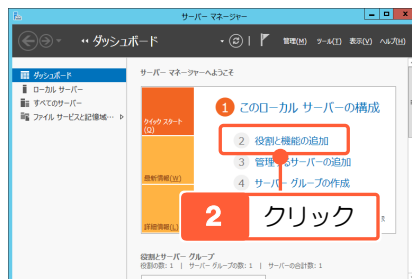 サーバー マネージャー
ダッシュボード
管理(M) ツール(T) 表示(V) ヘルプ(H)
ダッシュボード
ローカル サーバー
すべてのサーバー
ファイル サービスと記憶域…
サーバー マネージャーへようこそ
クイック スタート(Q)
最新情報(W)
詳細情報(L)
1 このローカル サーバーの構成
2 役割と機能の追加
3 管理するサーバーの追加
4 サーバー グループの作成
2 クリック
役割とサーバー グループ
役割の数: 1 | サーバー グループの数: 1 | サーバーの合計数: 1